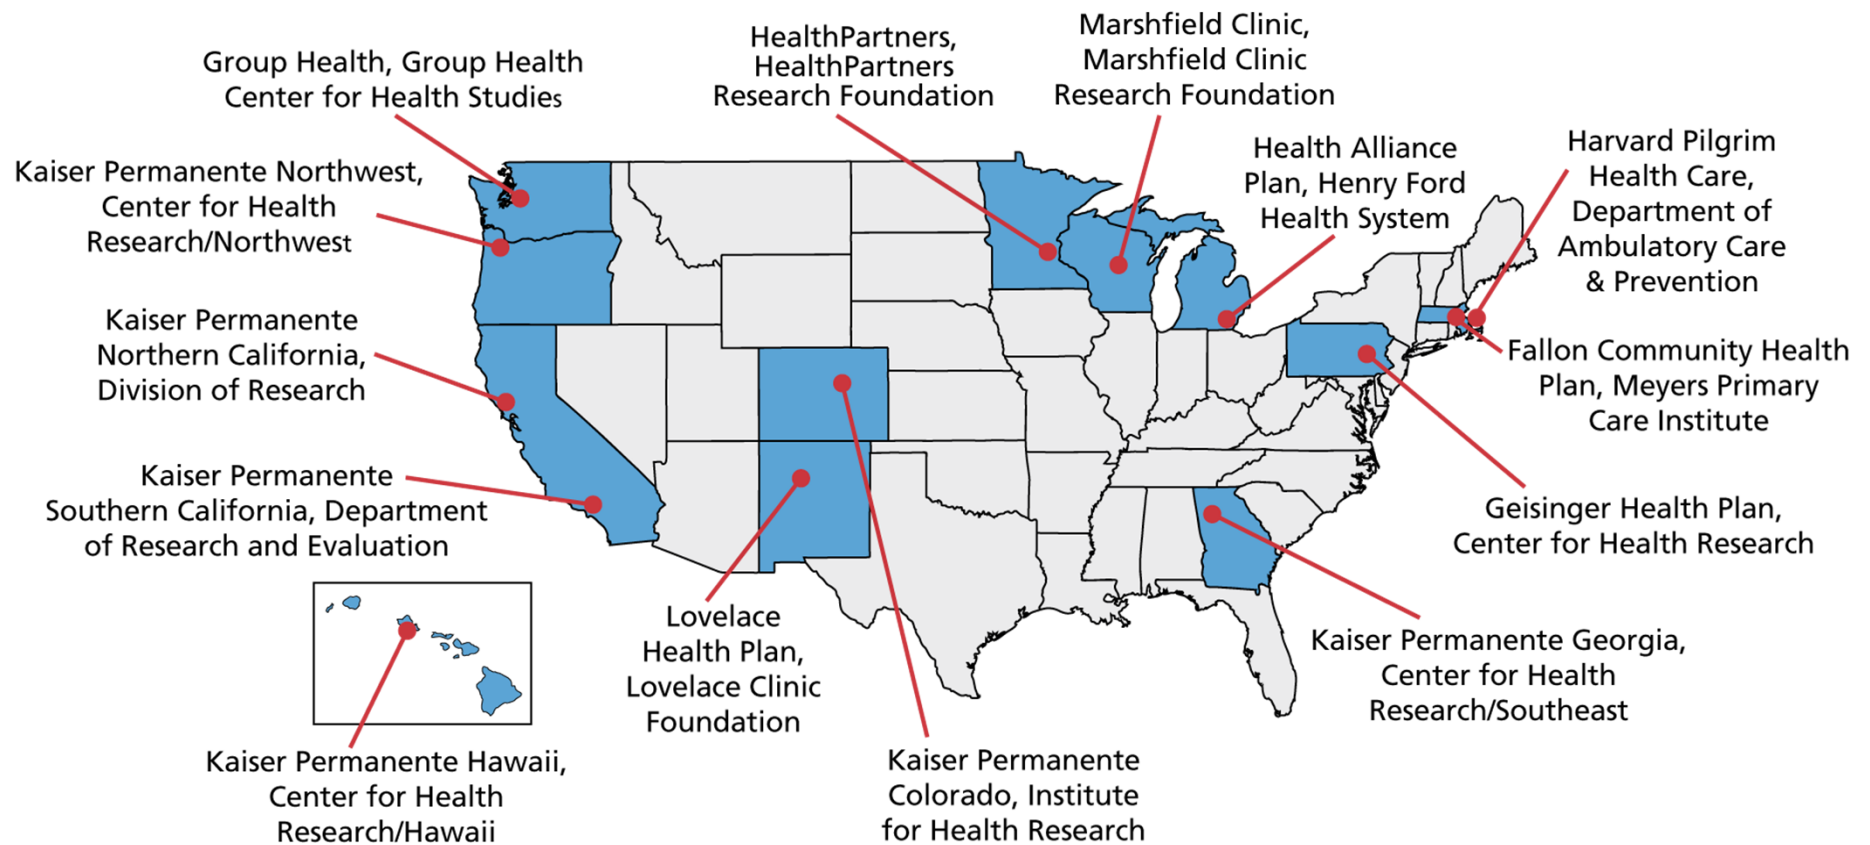 Group Health, Group Health
Center for Health Studies
HealthPartners,
HealthPartners
Research Foundation
Marshfield Clinic,
Marshfield Clinic
Research Foundation
Health Alliance
Plan, Henry Ford
Health System
Harvard Pilgrim
Health Care,
Department of
Ambulatory Care
& Prevention
Kaiser Permanente Northwest,
Center for Health
Research/Northwest
Kaiser Permanente
Northern California,
Division of Research
Fallon Community Health
Plan, Meyers Primary
Care Institute
Kaiser Permanente
Southern California, Department
of Research and Evaluation
Geisinger Health Plan,
Center for Health Research
Lovelace
Health Plan,
Lovelace Clinic
Foundation
Kaiser Permanente Georgia,
Center for Health
Research/Southeast
Kaiser Permanente Hawaii,
Center for Health
Research/Hawaii
Kaiser Permanente
Colorado, Institute
for Health Research